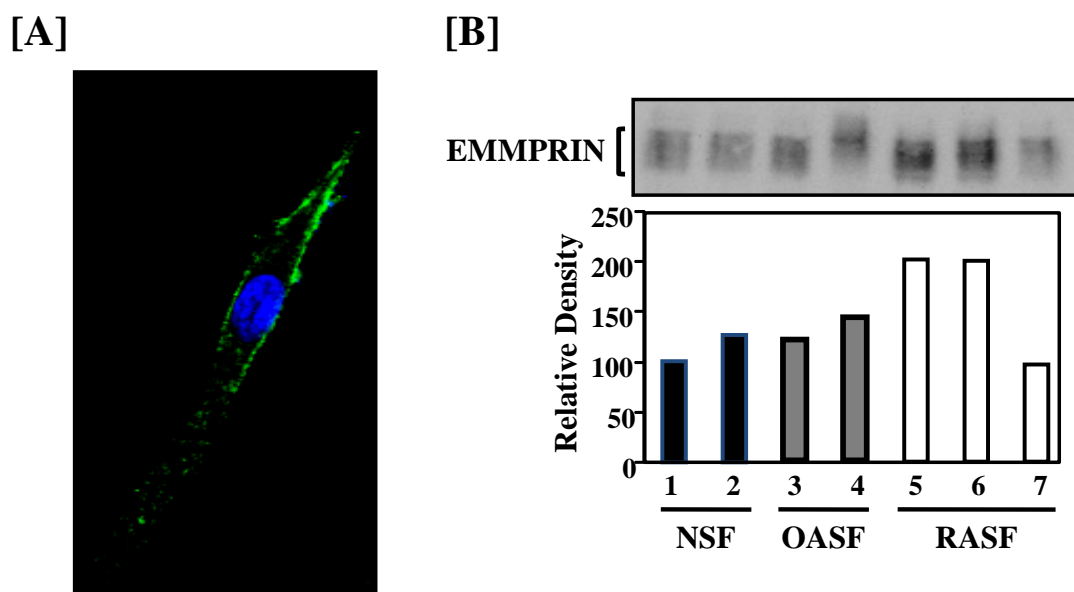 [A]
[B]
EMMPRIN
Relative Density
250
200
150
100
50
0
1 2 3 4 5 6 7
NSF OASF RASF